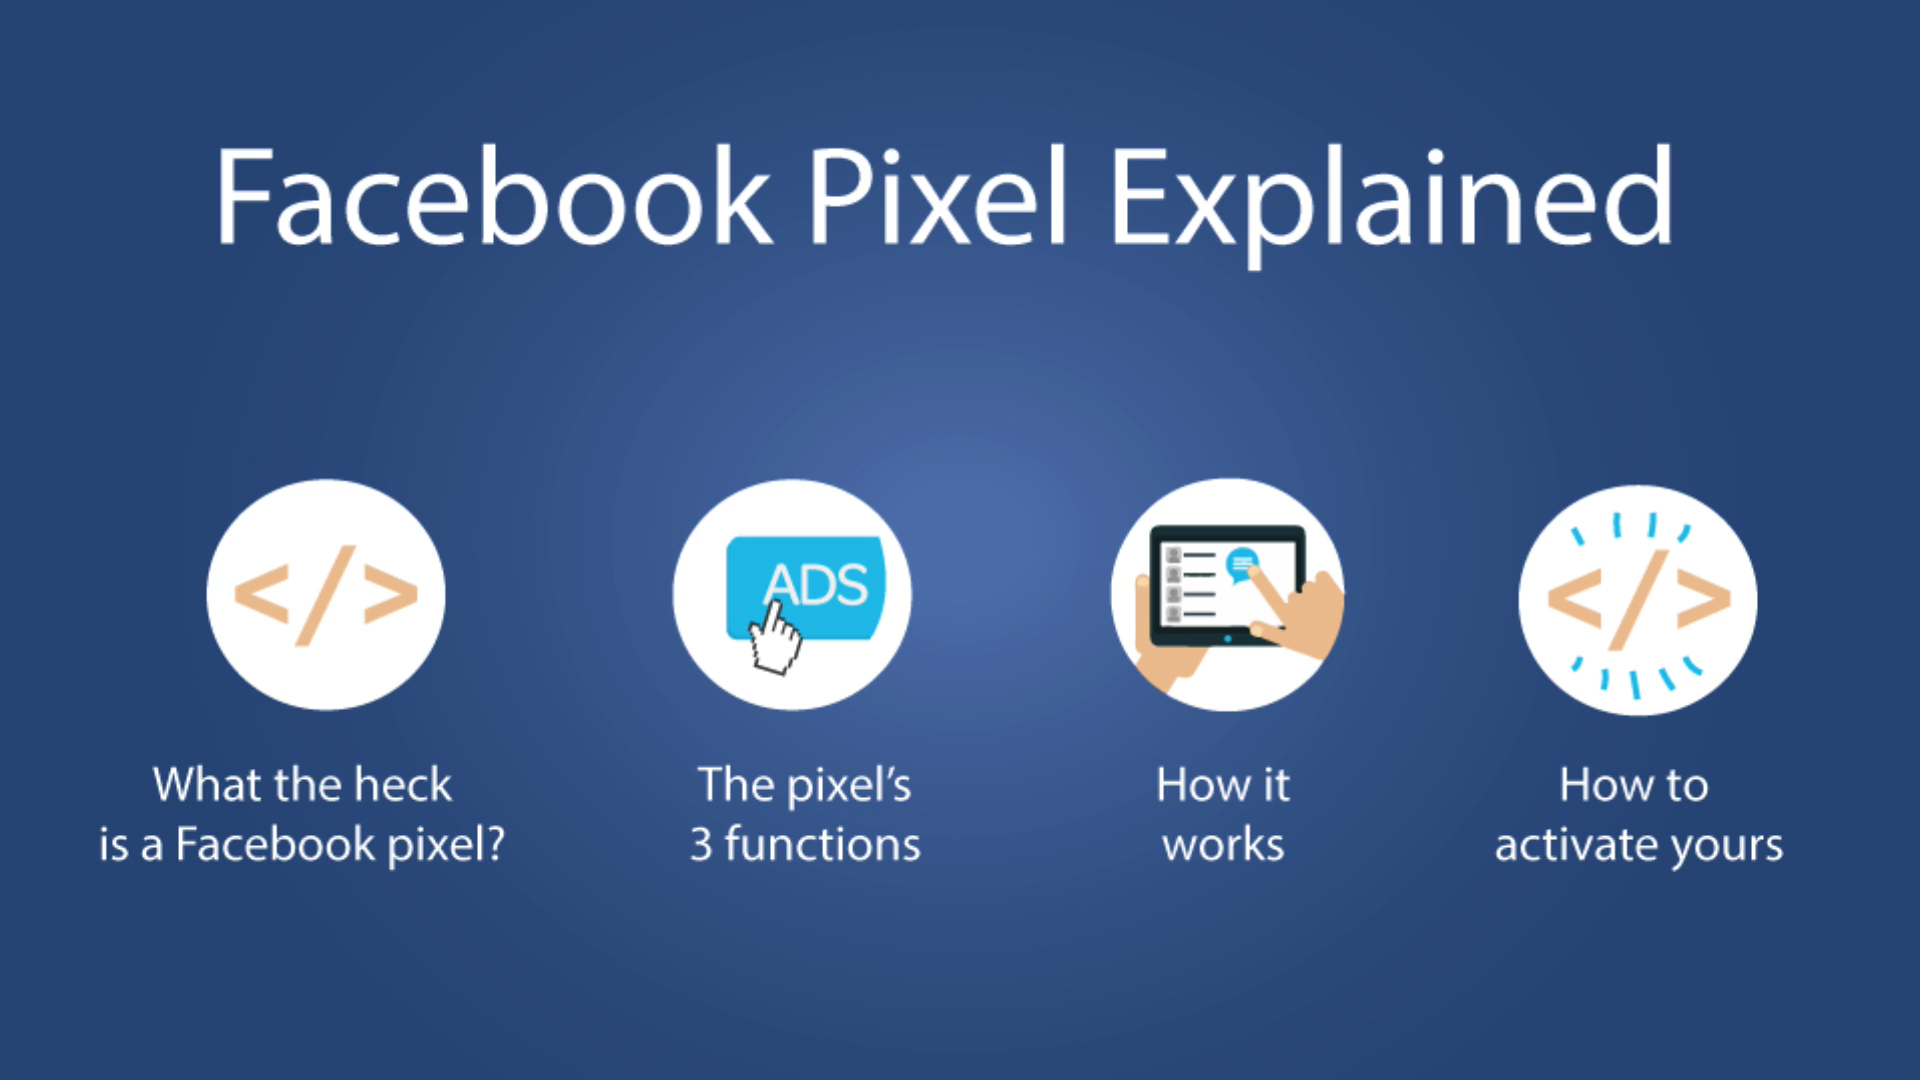 Facebook Pixel Explained
</>
ADS
</>
What the heck
is a Facebook pixel?
The pixel’s
3 functions
How it
works
How to
activate yours